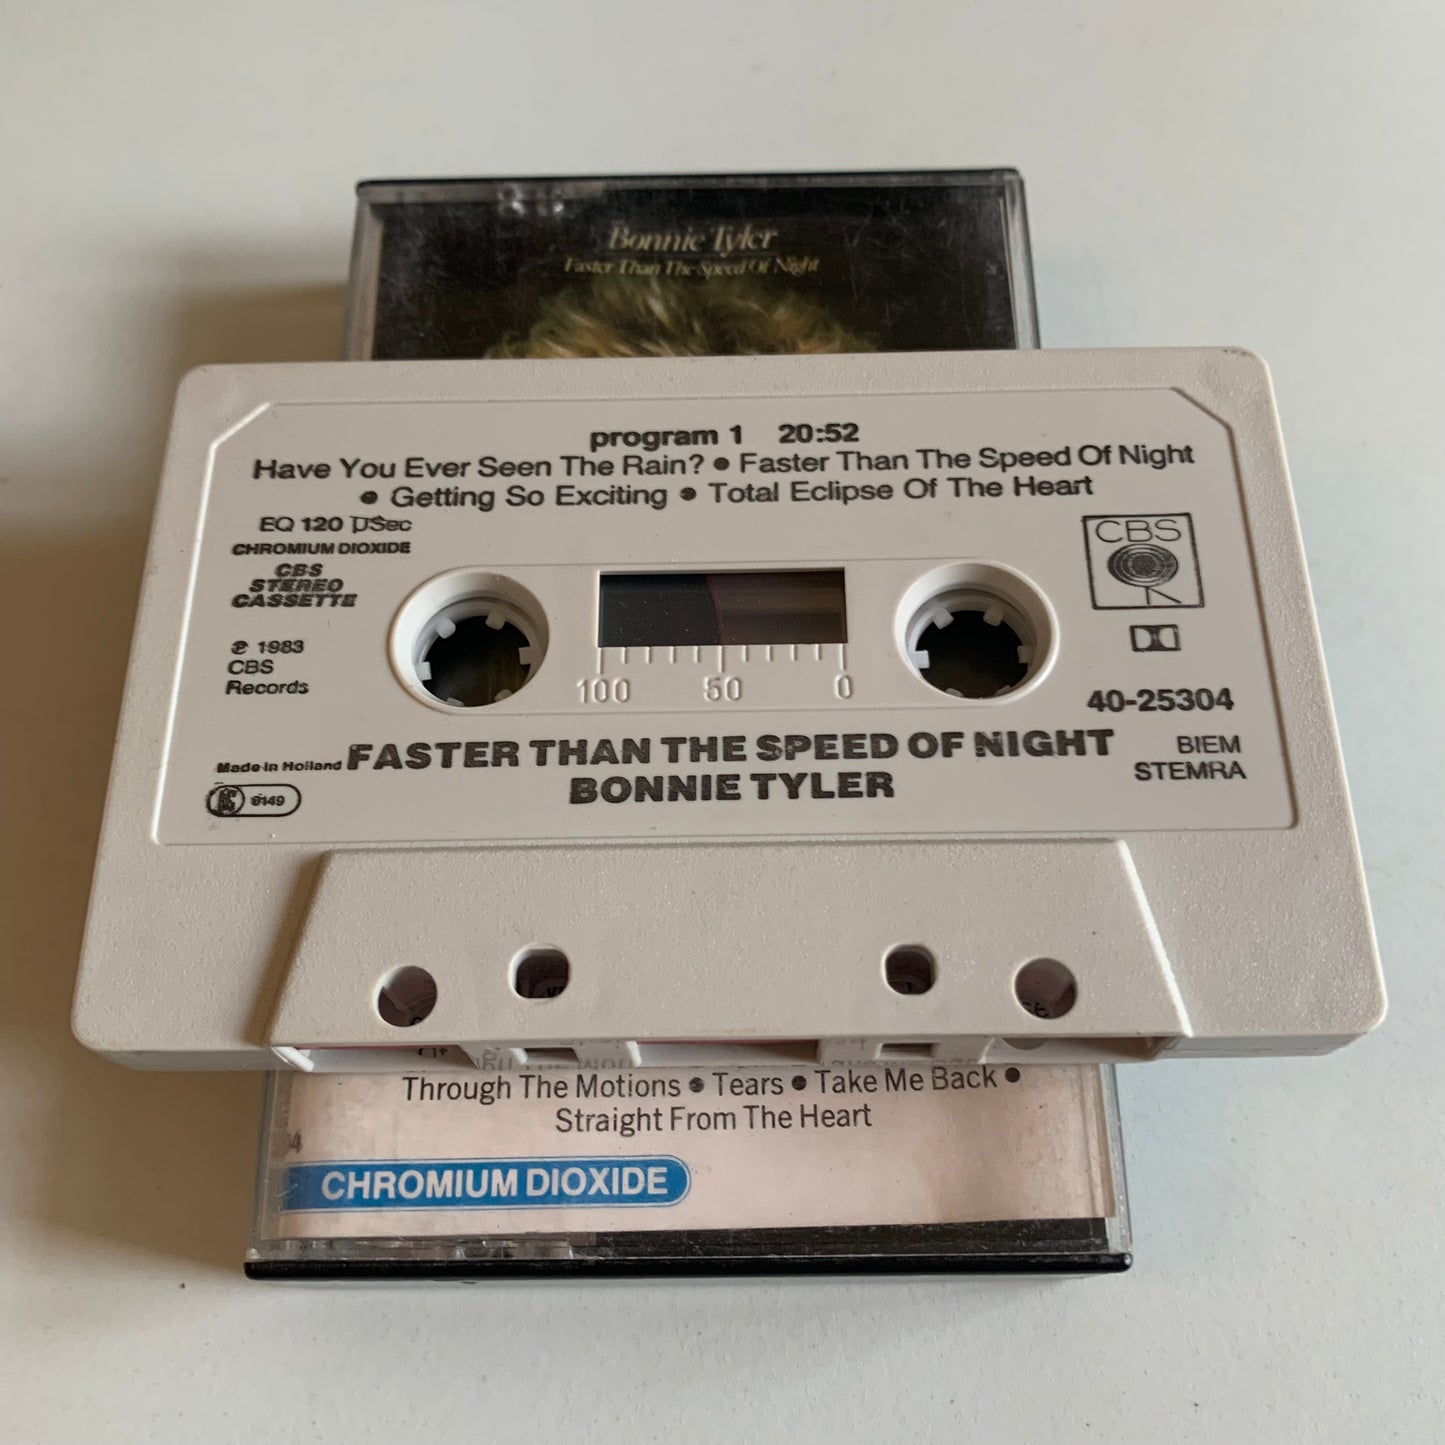 Bonnie Tyler
Faster Than The Speed Of Night
program 1 20:52
Have You Ever Seen The Rain? • Faster Than The Speed Of Night
• Getting So Exciting • Total Eclipse Of The Heart
EQ 120 µSec
CHROMIUM DIOXIDE
CBS
STEREO
CASSETTE
℗ 1983
CBS
Records
100 50 0
CBS
40-25304
Made in Holland
FASTER THAN THE SPEED OF NIGHT
BONNIE TYLER
BIEM
STEMRA
Through The Motions • Tears • Take Me Back •
Straight From The Heart
CHROMIUM DIOXIDE